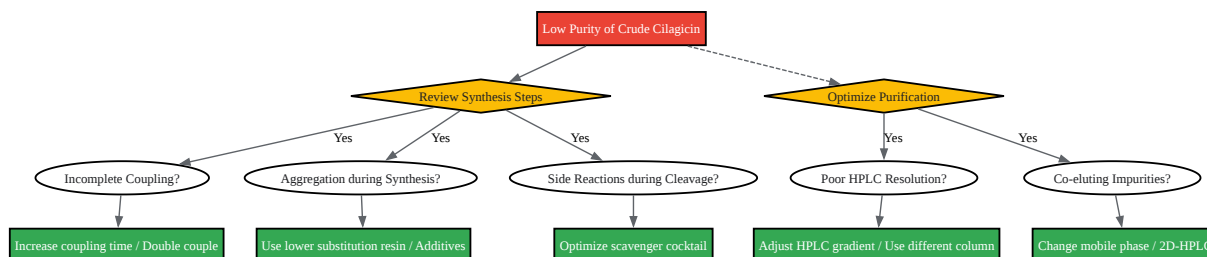 Low Purity of Crude Cilagicin
Review Synthesis Steps
Optimize Purification
Yes
Yes
Yes
Yes
Yes
Incomplete Coupling?
Aggregation during Synthesis?
Side Reactions during Cleavage?
Poor HPLC Resolution?
Co-eluting Impurities?
Increase coupling time / Double couple
Use lower substitution resin / Additives
Optimize scavenger cocktail
Adjust HPLC gradient / Use different column
Change mobile phase / 2D-HPLC